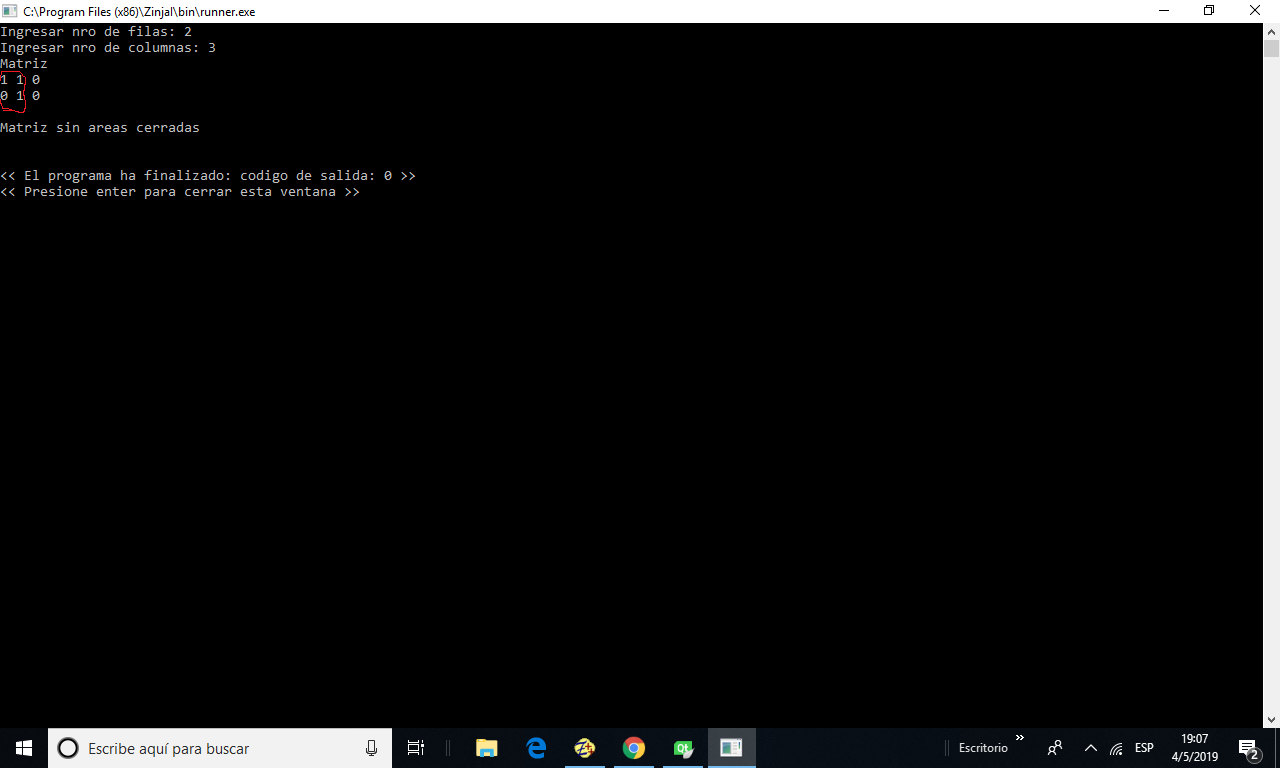 C:\Program Files (x86)\Zinjal\bin\runner.exe
Ingresar nro de filas: 2
Ingresar nro de columnas: 3
Matriz
1 1 0
0 1 0
Matriz sin areas cerradas
<< El programa ha finalizado: codigo de salida: 0 >>
<< Presione enter para cerrar esta ventana >>
Escribe aquí para buscar
Qt
Escritorio
ESP
19:07
4/5/2019
2